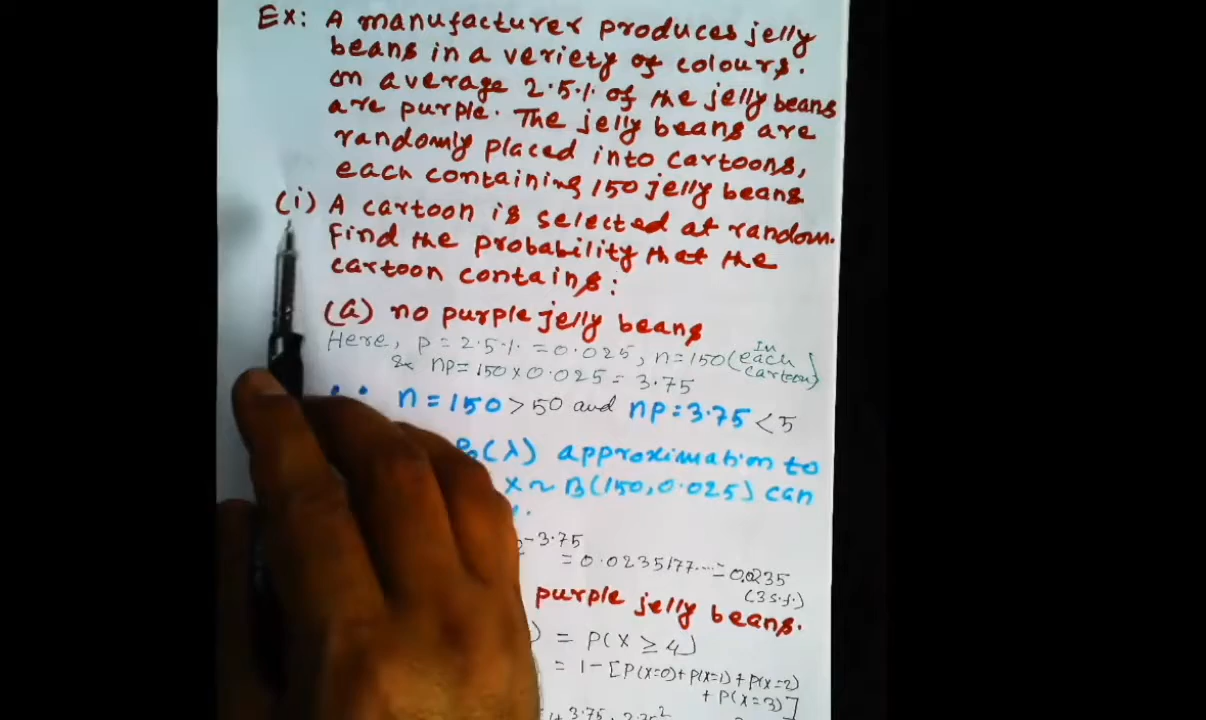 Ex: A manufacturer produces jelly
beans in a veriety of colours.
on average 2.5% of the jelly beans
are purple. The jelly beans are
randomly placed into cartoons,
each containing 150 jelly beans
(i) A cartoon is selected at random.
Find the probability that the
cartoon contains:
(a) no purple jelly beans
Here, p = 2.5% = 0.025, n=150 (In each cartoon)
& np = 150 × 0.025 = 3.75
∵ n = 150 > 50 and np = 3.75 < 5
Po(λ) approximation to
X ~ B(150, 0.025) can
e^-3.75
= 0.0235177.... = 0.0235
(3 s.f.)
purple jelly beans.
) = P(X ≥ 4)
= 1 - [P(X=0) + P(X=1) + P(X=2)
+ P(X=3)]